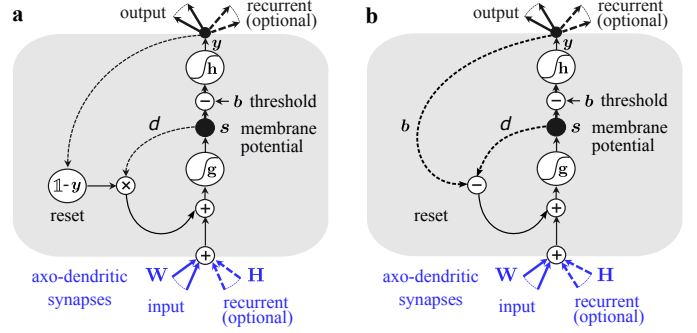 a
output
recurrent
(optional)
y
h
−
b threshold
d
s membrane
potential
g
𝟙-y
×
reset
+
+
axo-dendritic
synapses
W
H
input
recurrent
(optional)
b
output
recurrent
(optional)
y
h
b
−
b threshold
d
s membrane
potential
g
−
reset
+
+
axo-dendritic
synapses
W
H
input
recurrent
(optional)